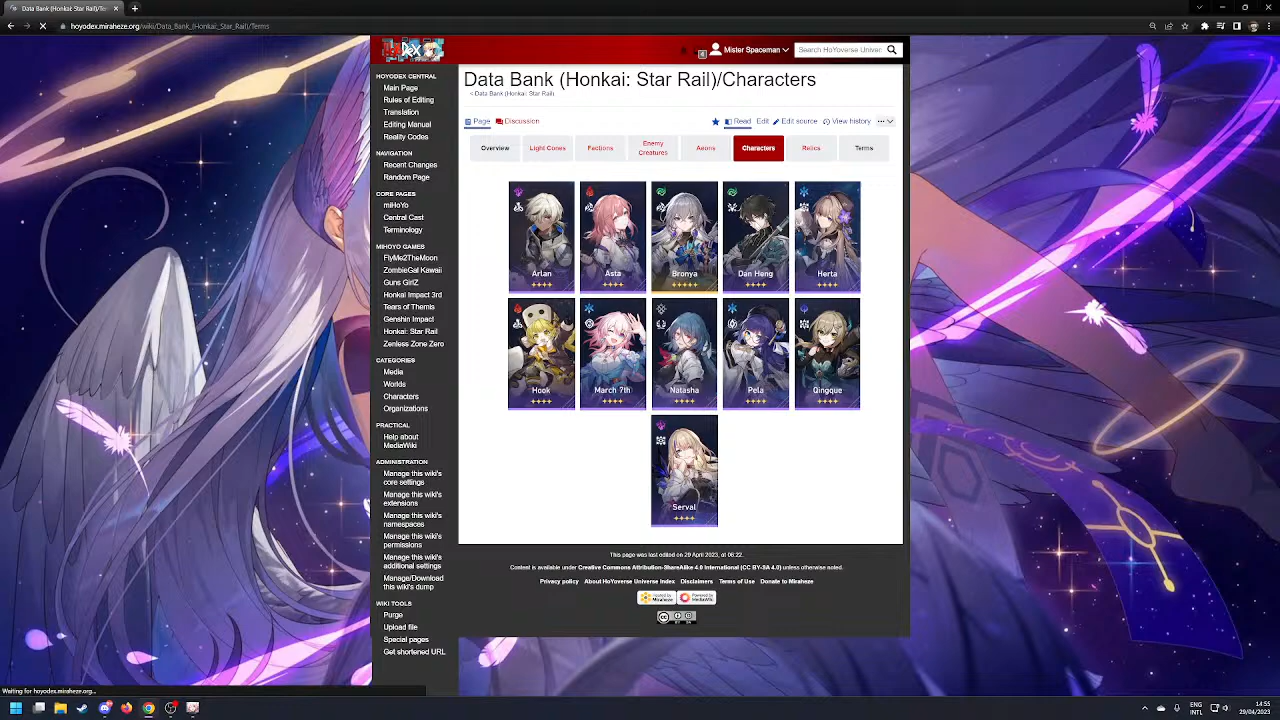 Star Rail)/Terms
hoyodex.miraheze.org/wiki/Data_Bank_(Honkai:_Star_Rail)/Terms
Mister Spaceman
Search HoYoverse Univer
HOYODEX CENTRAL
Main Page
Rules of Editing
Translation
Editing Manual
Reality Codes
NAVIGATION
Recent Changes
Random Page
CORE PAGES
miHoYo
Central Cast
Terminology
MIHOYO GAMES
FlyMe2TheMoon
ZombieGal Kawaii
Guns GirlZ
Honkai Impact 3rd
Tears of Themis
Genshin Impact
Honkai: Star Rail
Zenless Zone Zero
CATEGORIES
Media
Worlds
Characters
Organizations
PRACTICAL
Help about
MediaWiki
ADMINISTRATION
Manage this wiki's
core settings
Manage this wiki's
extensions
Manage this wiki's
namespaces
Manage this wiki's
permissions
Manage this wiki's
additional settings
Manage/Download
this wiki's dump
WIKI TOOLS
Purge
Upload file
Special pages
Get shortened URL
Data Bank (Honkai: Star Rail)/Characters
< Data Bank (Honkai: Star Rail)
Page Discussion
Read Edit Edit source View history
Overview Light Cones Factions Enemy Creatures Aeons Characters Relics Terms
Arlan Asta Bronya Dan Heng Herta
Hook March 7th Natasha Pela Qingque
Serval
This page was last edited on 29 April 2023, at 06:22.
Content is available under Creative Commons Attribution-ShareAlike 4.0 International (CC BY-SA 4.0) unless otherwise noted.
Privacy policy About HoYoverse Universe Index Disclaimers Terms of Use Donate to Miraheze
Hosted by Miraheze Powered by MediaWiki
Waiting for hoyodex.miraheze.org...
ENG
INTL
14:55
29/04/2023